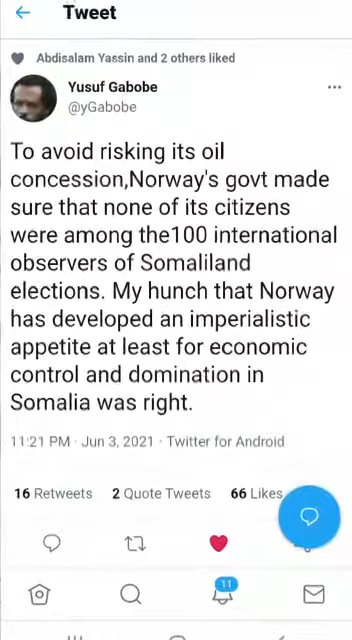 Tweet
Abdisalam Yassin and 2 others liked
Yusuf Gabobe
@yGabobe
To avoid risking its oil
concession,Norway's govt made
sure that none of its citizens
were among the100 international
observers of Somaliland
elections. My hunch that Norway
has developed an imperialistic
appetite at least for economic
control and domination in
Somalia was right.
11:21 PM · Jun 3, 2021 · Twitter for Android
16 Retweets 2 Quote Tweets 66 Likes
11